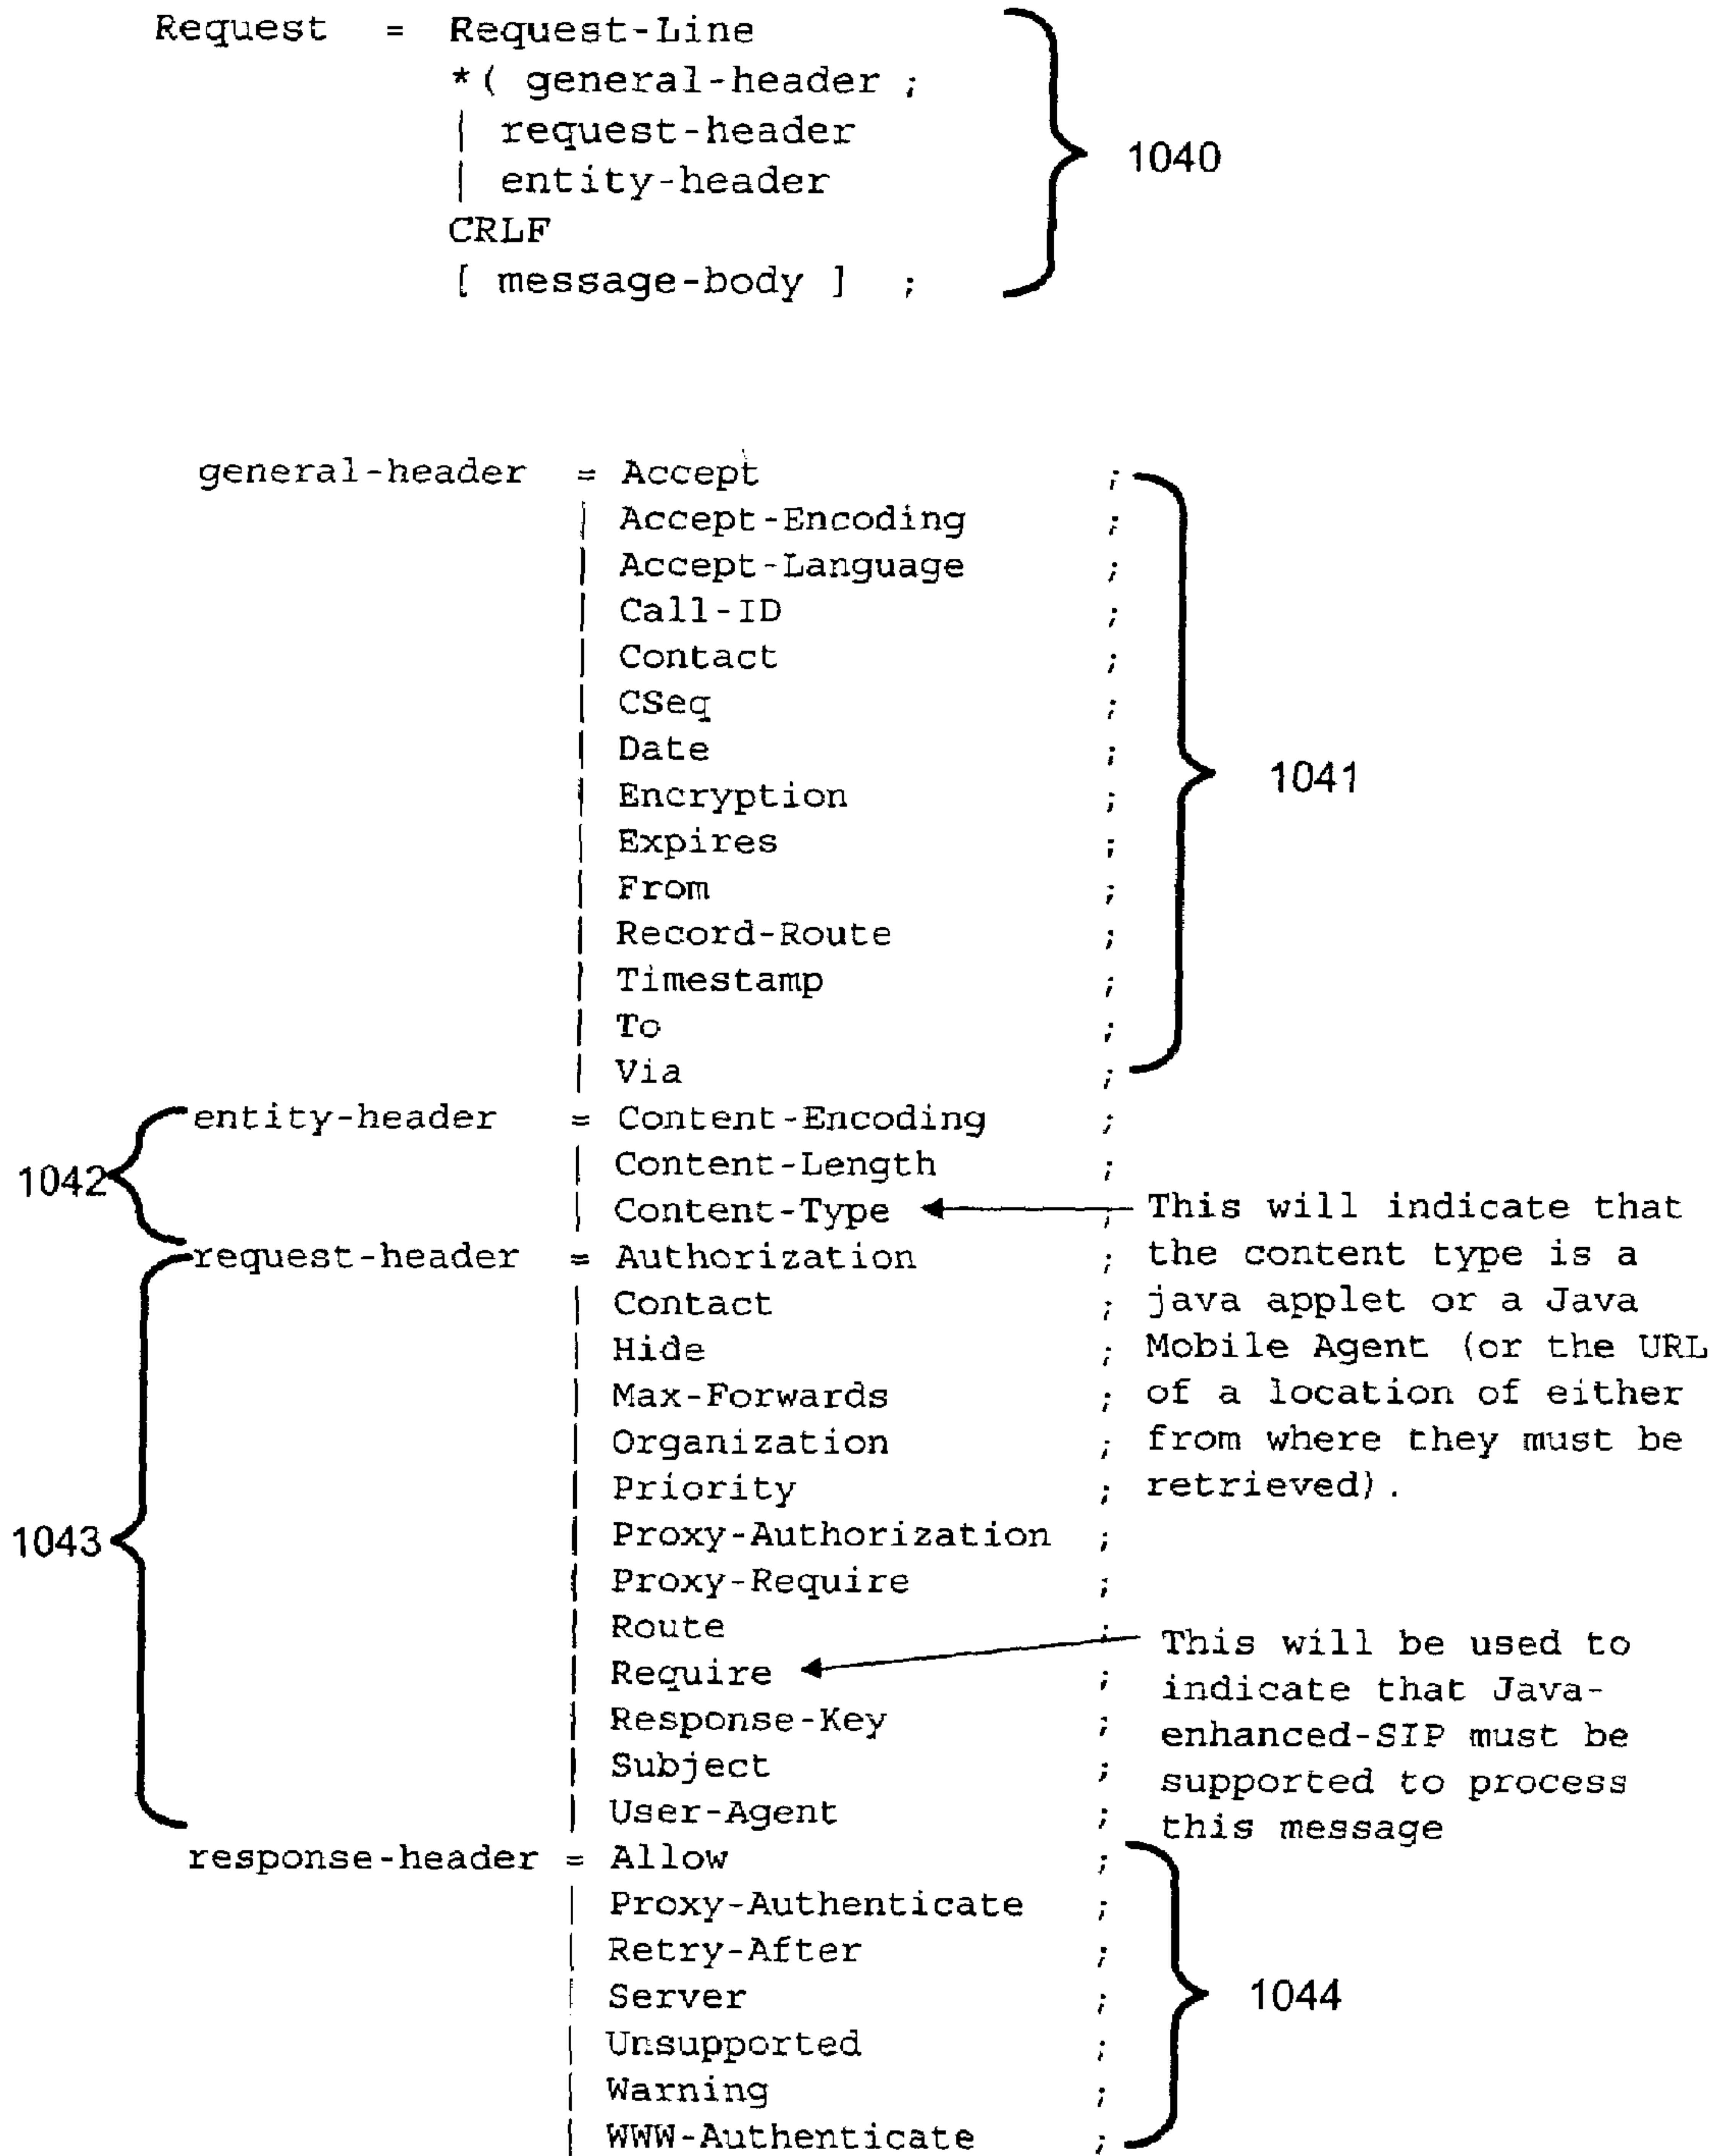 Request = Request-Line
*( general-header ;
| request-header
| entity-header
CRLF
[ message-body ] ;
1040
general-header = Accept ;
| Accept-Encoding ;
| Accept-Language ;
| Call-ID ;
| Contact ;
| CSeq ;
| Date ;
| Encryption ;
| Expires ;
| From ;
| Record-Route ;
| Timestamp ;
| To ;
| Via ;
1041
entity-header = Content-Encoding ;
| Content-Length ;
| Content-Type ;
1042
This will indicate that
the content type is a
java applet or a Java
Mobile Agent (or the URL
of a location of either
from where they must be
retrieved).
request-header = Authorization ;
| Contact ;
| Hide ;
| Max-Forwards ;
| Organization ;
| Priority ;
| Proxy-Authorization ;
| Proxy-Require ;
| Route ;
| Require ;
| Response-Key ;
| Subject ;
| User-Agent ;
1043
This will be used to
indicate that Java-
enhanced-SIP must be
supported to process
this message
response-header = Allow ;
| Proxy-Authenticate ;
| Retry-After ;
| Server ;
| Unsupported ;
| Warning ;
| WWW-Authenticate ;
1044